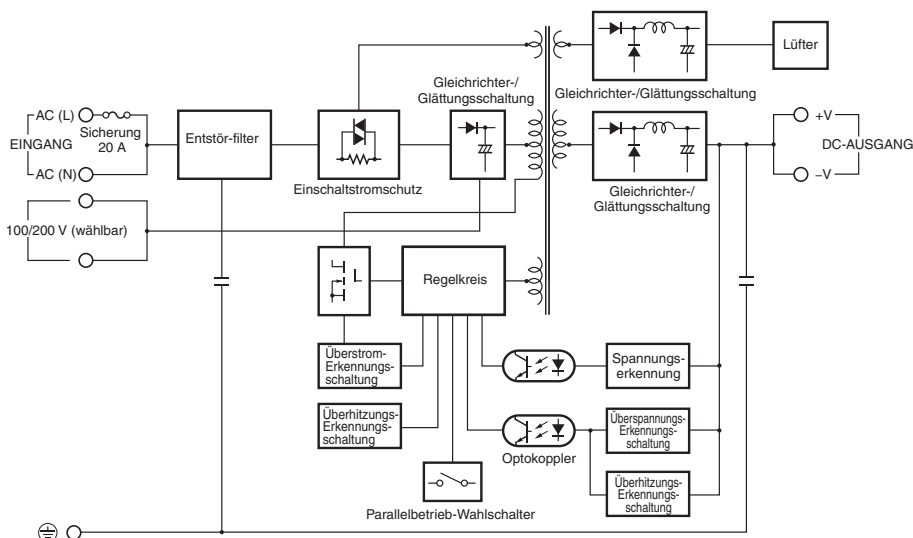 Lüfter
Gleichrichter-/Glättungsschaltung
Gleichrichter-/
Glättungsschaltung
AC (L)
Sicherung
20 A
EINGANG
AC (N)
Entstör-filter
Einschaltstromschutz
Gleichrichter-/
Glättungsschaltung
+V
DC-AUSGANG
–V
100/200 V (wählbar)
Regelkreis
Überstrom-
Erkennungs-
schaltung
Spannungs-
erkennung
Überhitzungs-
Erkennungs-
schaltung
Optokoppler
Überspannungs-
Erkennungs-
schaltung
Überhitzungs-
Erkennungs-
schaltung
Parallelbetrieb-Wahlschalter